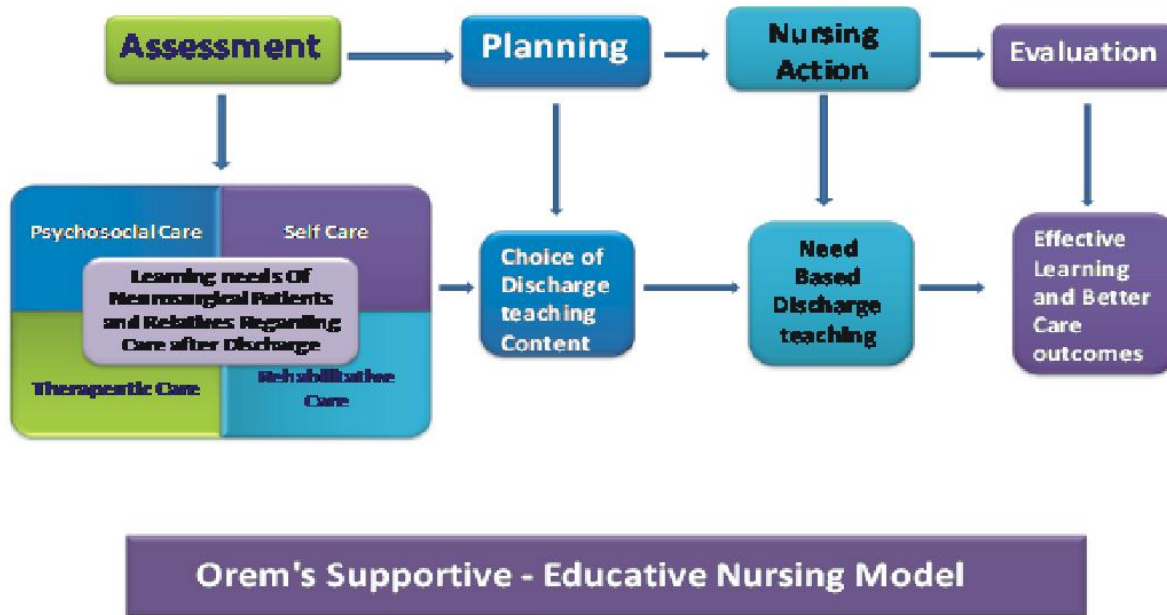 Assessment
Planning
Nursing
Action
Evaluation
Psychosocial Care
Self Care
Learning needs Of
Neurosurgical Patients
and Relatives Regarding
Care after Discharge
Therapeutic Care
Rehabilitative
Care
Choice of
Discharge
teaching
Content
Need
Based
Discharge
teaching
Effective
Learning
and Better
Care
outcomes
Orem's Supportive - Educative Nursing Model